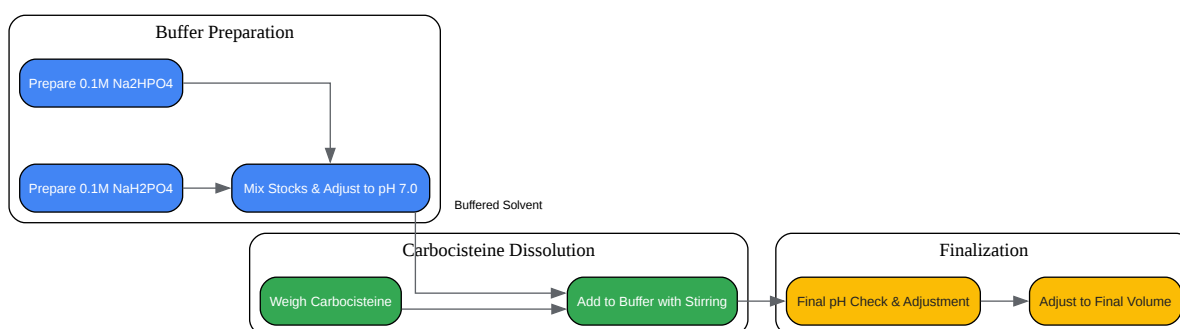 Buffer Preparation
Prepare 0.1M Na2HPO4
Prepare 0.1M NaH2PO4
Mix Stocks & Adjust to pH 7.0
Buffered Solvent
Carbocisteine Dissolution
Weigh Carbocisteine
Add to Buffer with Stirring
Finalization
Final pH Check & Adjustment
Adjust to Final Volume